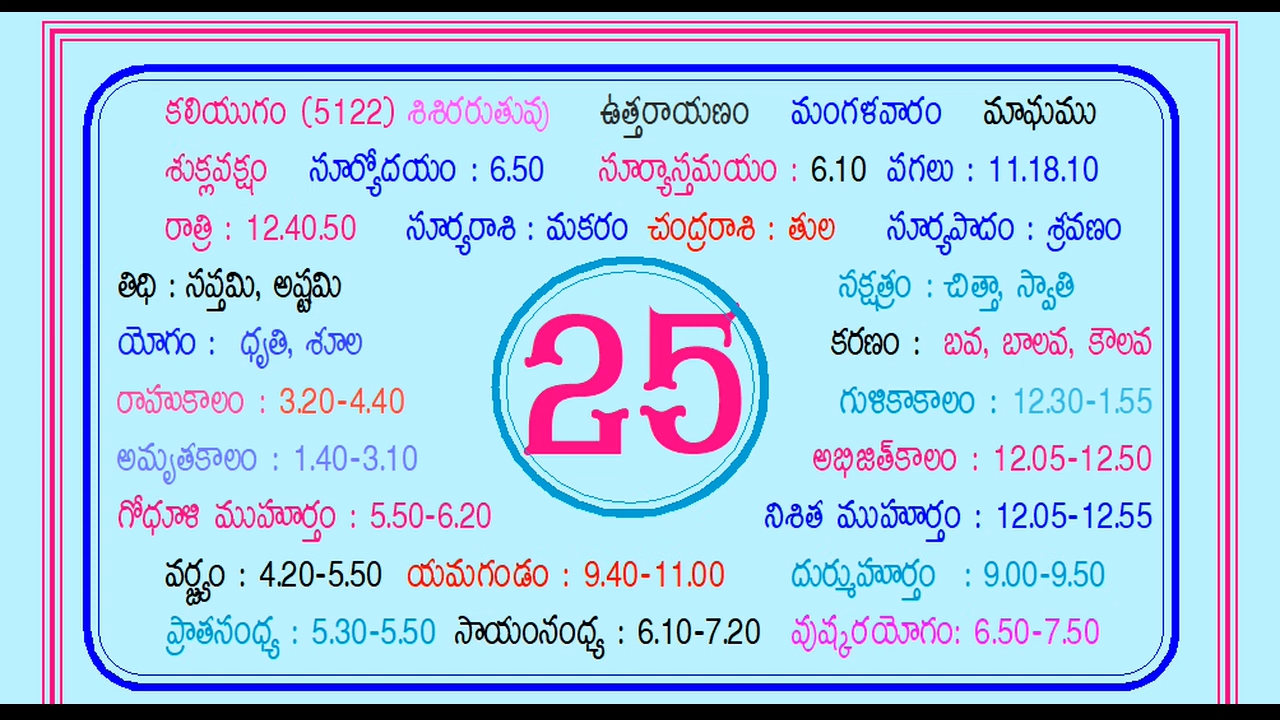 కలియుగం (5122) శిశిరరుతువు ఉత్తరాయణం మంగళవారం మాఘము
శుక్లపక్షం సూర్యోదయం : 6.50 సూర్యాస్తమయం : 6.10 పగలు : 11.18.10
రాత్రి : 12.40.50 సూర్యరాశి : మకరం చంద్రరాశి : తుల సూర్యపాదం : శ్రవణం
తిధి : సప్తమి, అష్టమి నక్షత్రం : చిత్తా, స్వాతి
యోగం : ధృతి, శూల కరణం : బవ, బాలవ, కౌలవ
25
రాహుకాలం : 3.20-4.40 గుళికాకాలం : 12.30-1.55
అమృతకాలం : 1.40-3.10 అభిజిత్‌కాలం : 12.05-12.50
గోధూళి ముహూర్తం : 5.50-6.20 నిశిత ముహూర్తం : 12.05-12.55
వర్జ్యం : 4.20-5.50 యమగండం : 9.40-11.00 దుర్ముహూర్తం : 9.00-9.50
ప్రాతసంధ్య : 5.30-5.50 సాయంసంధ్య : 6.10-7.20 పుష్కరయోగం: 6.50-7.50